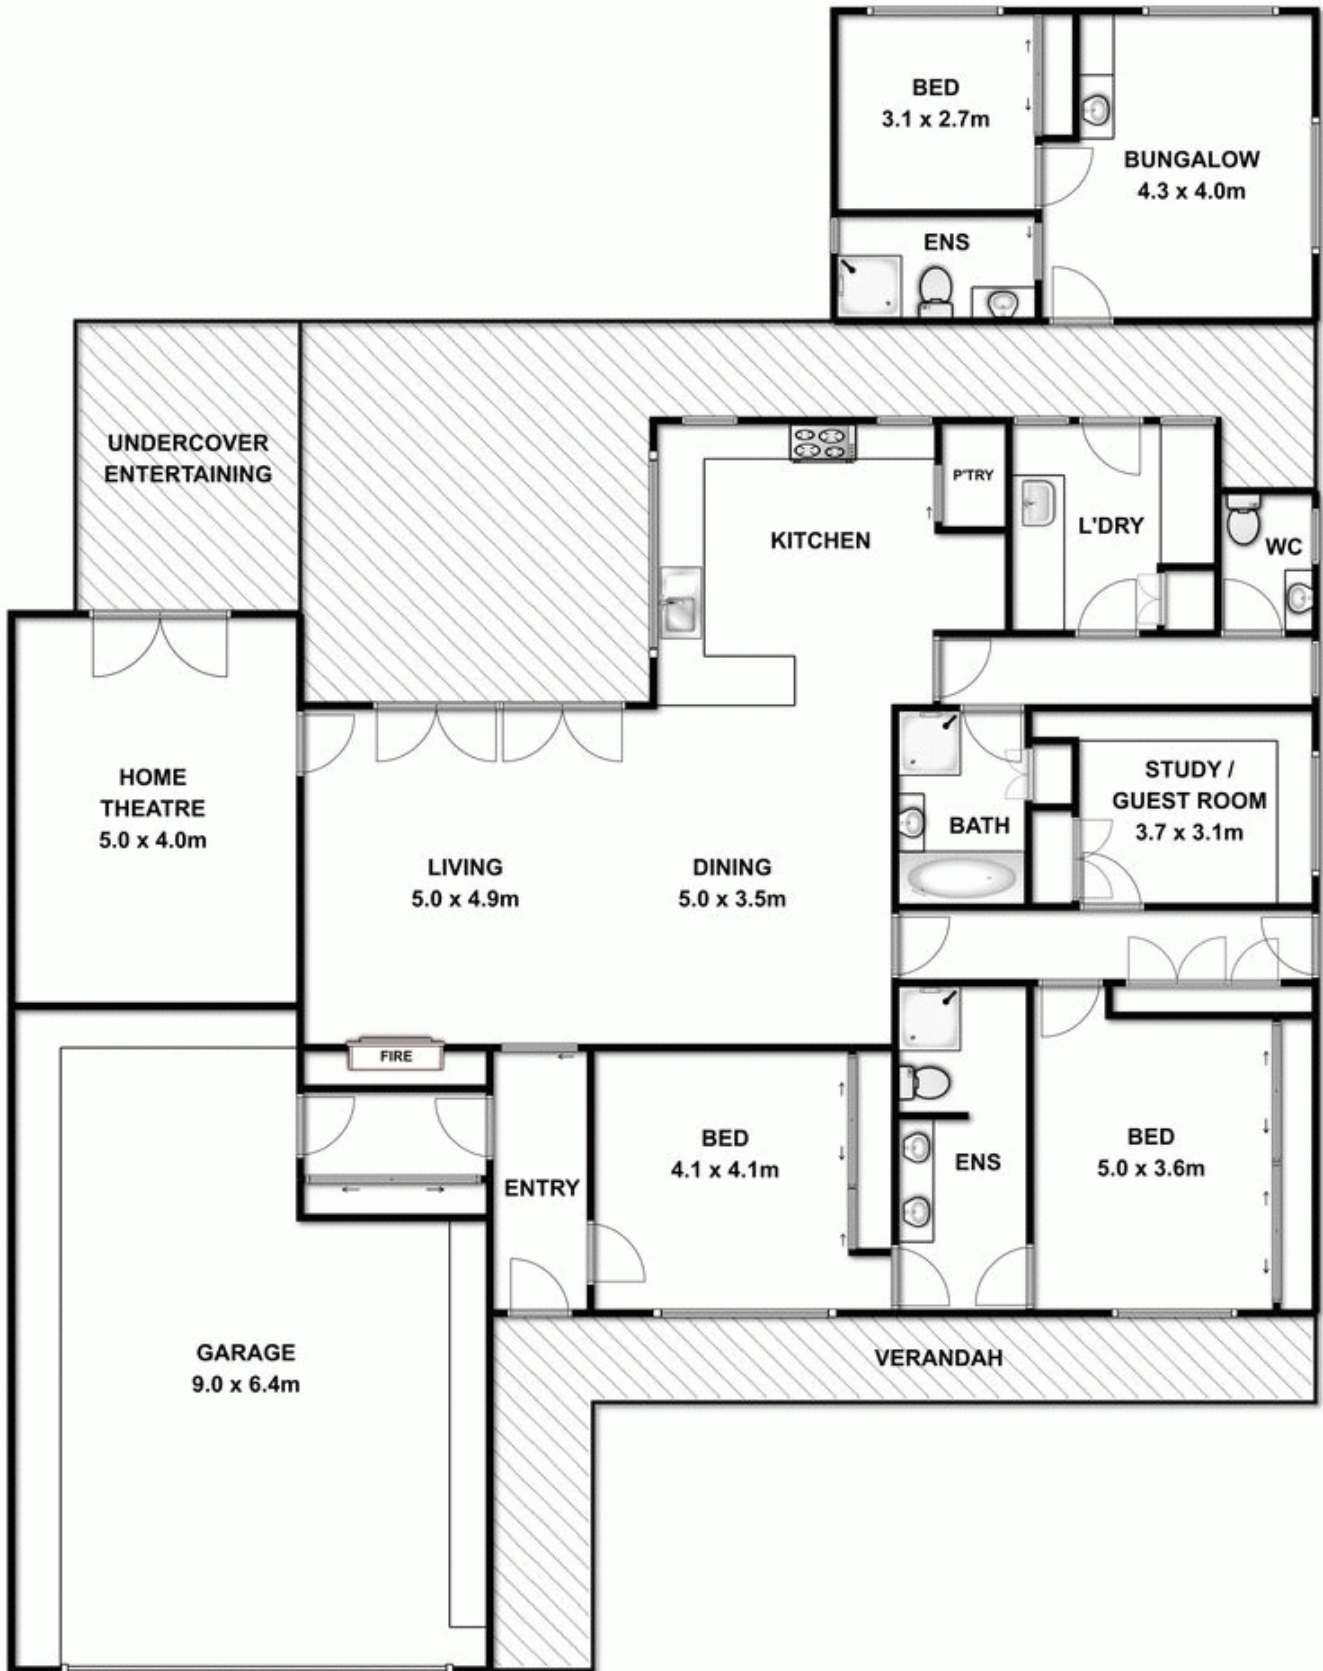 BED
3.1 x 2.7m
BUNGALOW
4.3 x 4.0m
ENS
UNDERCOVER
ENTERTAINING
P'TRY
KITCHEN
L'DRY
WC
HOME
THEATRE
5.0 x 4.0m
STUDY /
GUEST ROOM
3.7 x 3.1m
BATH
LIVING
5.0 x 4.9m
DINING
5.0 x 3.5m
FIRE
BED
4.1 x 4.1m
ENS
BED
5.0 x 3.6m
ENTRY
GARAGE
9.0 x 6.4m
VERANDAH